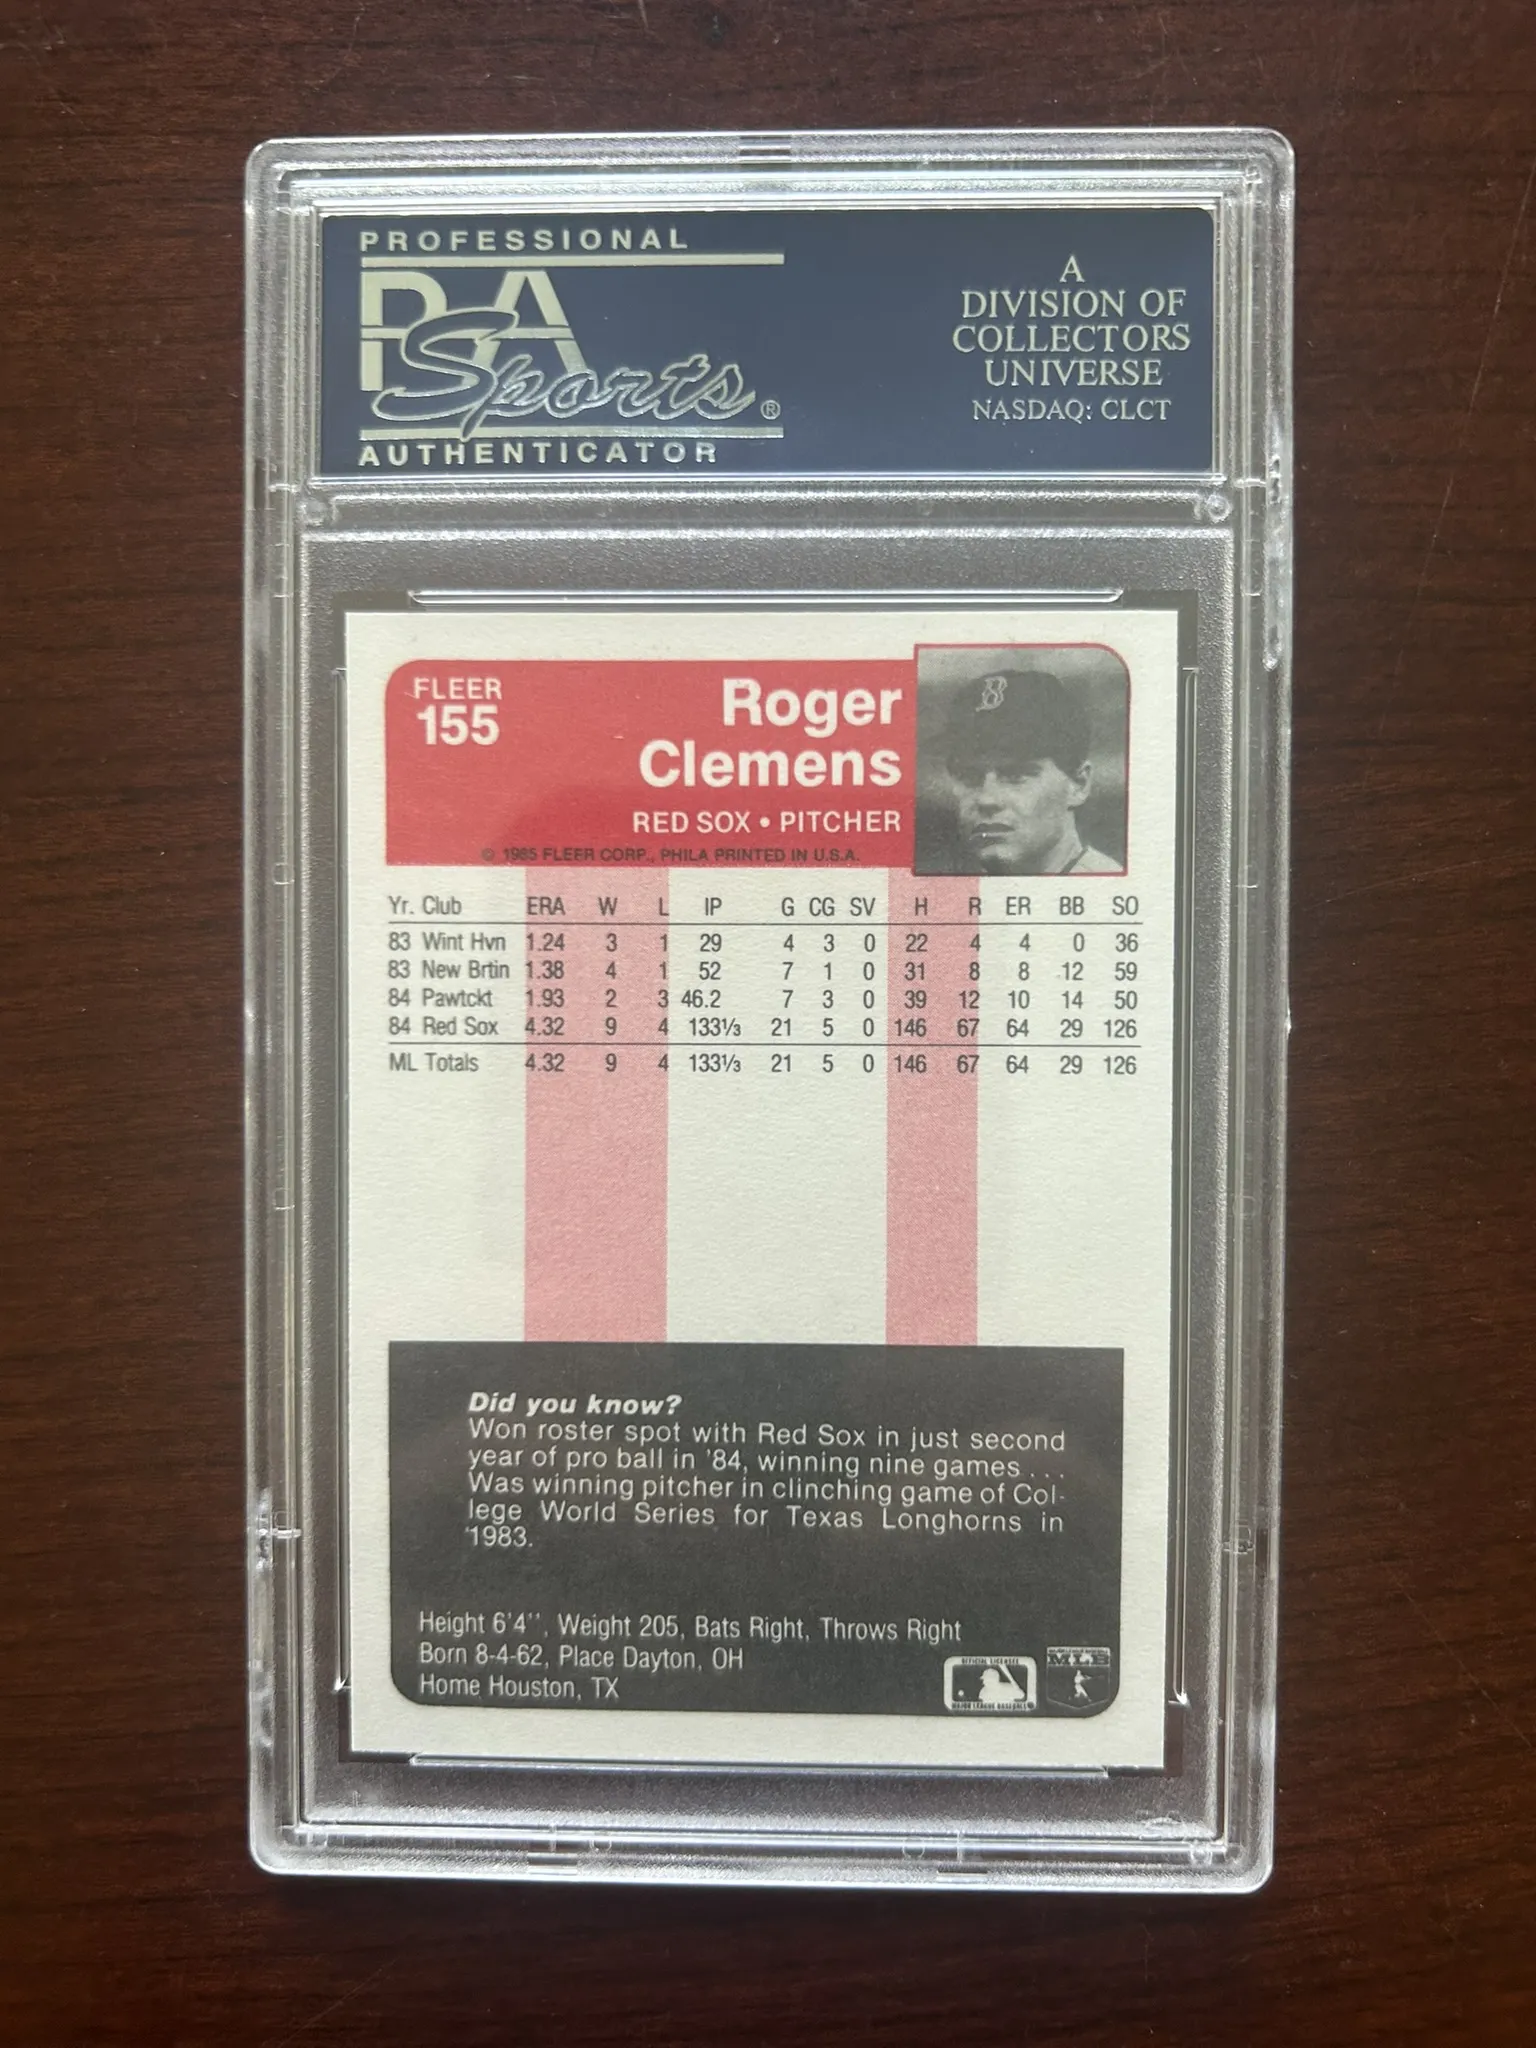 PROFESSIONAL
PSA
Sports®
AUTHENTICATOR
A
DIVISION OF
COLLECTORS
UNIVERSE
NASDAQ: CLCT
FLEER
155
Roger
Clemens
RED SOX • PITCHER
© 1985 FLEER CORP., PHILA PRINTED IN U.S.A.
B
Yr. Club ERA W L IP G CG SV H R ER BB SO
83 Wint Hvn 1.24 3 1 29 4 3 0 22 4 4 0 36
83 New Brtin 1.38 4 1 52 7 1 0 31 8 8 12 59
84 Pawtckt 1.93 2 3 46.2 7 3 0 39 12 10 14 50
84 Red Sox 4.32 9 4 133⅓ 21 5 0 146 67 64 29 126
ML Totals 4.32 9 4 133⅓ 21 5 0 146 67 64 29 126
Did you know?
Won roster spot with Red Sox in just second
year of pro ball in '84, winning nine games . . .
Was winning pitcher in clinching game of Col-
lege World Series for Texas Longhorns in
'1983.
Height 6'4'', Weight 205, Bats Right, Throws Right
Born 8-4-62, Place Dayton, OH
Home Houston, TX
OFFICIAL LICENSEE
MAJOR LEAGUE BASEBALL
MLB